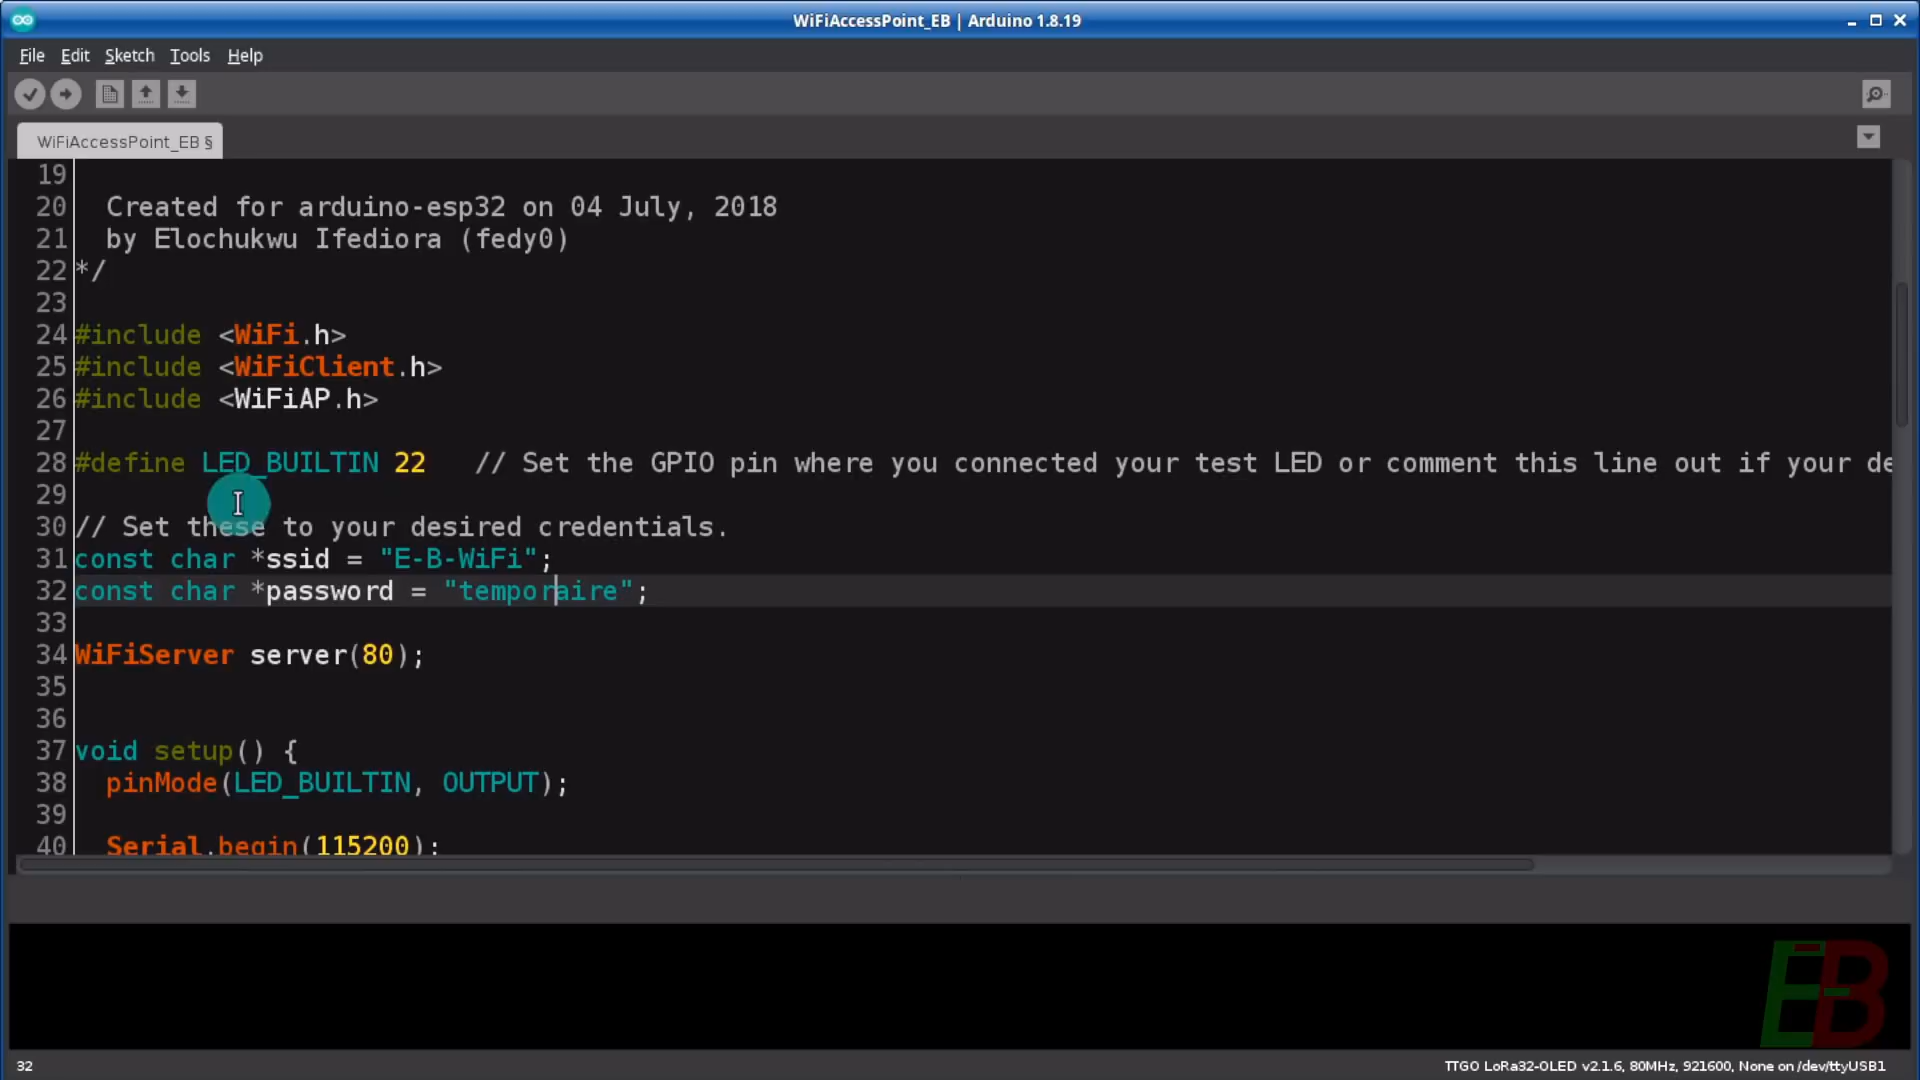 WiFiAccessPoint_EB | Arduino 1.8.19
File Edit Sketch Tools Help
WiFiAccessPoint_EB §
19
20 Created for arduino-esp32 on 04 July, 2018
21 by Elochukwu Ifediora (fedy0)
22 */
23
24 #include <WiFi.h>
25 #include <WiFiClient.h>
26 #include <WiFiAP.h>
27
28 #define LED_BUILTIN 22 // Set the GPIO pin where you connected your test LED or comment this line out if your de
29
30 // Set these to your desired credentials.
31 const char *ssid = "E-B-WiFi";
32 const char *password = "temporaire";
33
34 WiFiServer server(80);
35
36
37 void setup() {
38 pinMode(LED_BUILTIN, OUTPUT);
39
40 Serial.begin(115200);
EB
32 TTGO LoRa32-OLED v2.1.6, 80MHz, 921600, None on /dev/ttyUSB1